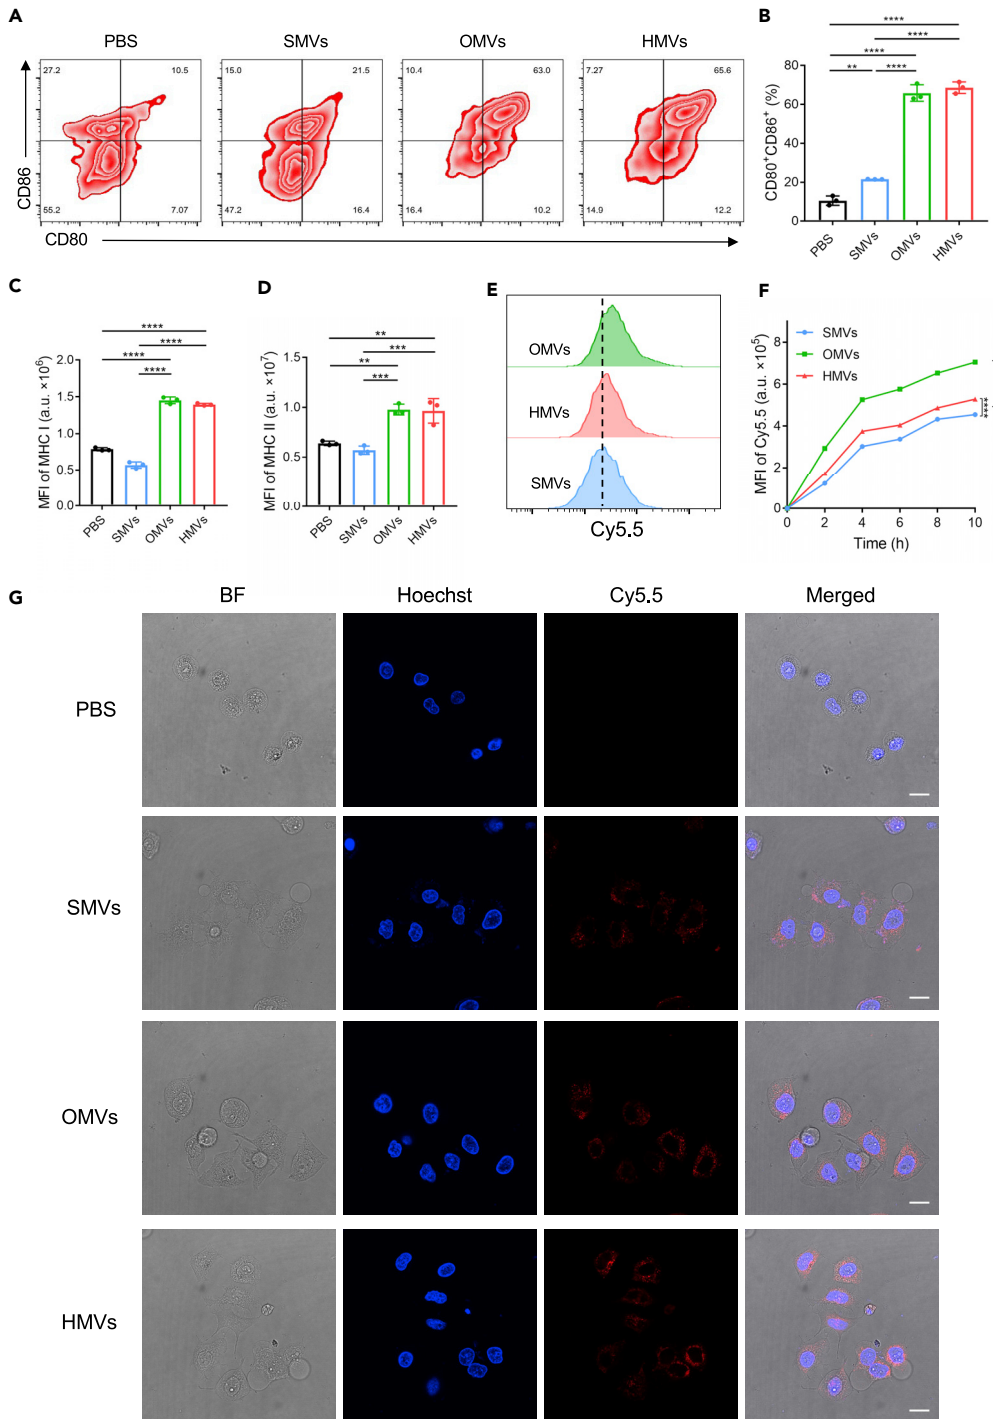 A
PBS
SMVs
OMVs
HMVs
27.2
10.5
55.2
7.07
15.0
21.5
47.2
16.4
10.4
63.0
16.4
10.2
7.27
65.6
14.9
12.2
CD86
CD80
B
****
****
****
** ****
CD80+CD86+ (%)
80
60
40
20
0
PBS
SMVs
OMVs
HMVs
C
****
****
****
****
MFI of MHC I (a.u. ×10⁶)
2.0
1.5
1.0
0.5
0.0
PBS
SMVs
OMVs
HMVs
D
**
***
**
***
MFI of MHC II (a.u. ×10⁷)
1.5
1.0
0.5
0.0
PBS
SMVs
OMVs
HMVs
E
OMVs
HMVs
SMVs
Cy5.5
F
SMVs
OMVs
HMVs
MFI of Cy5.5 (a.u. ×10⁵)
8
6
4
2
0
0 2 4 6 8 10
Time (h)
****
G
BF
Hoechst
Cy5.5
Merged
PBS
SMVs
OMVs
HMVs